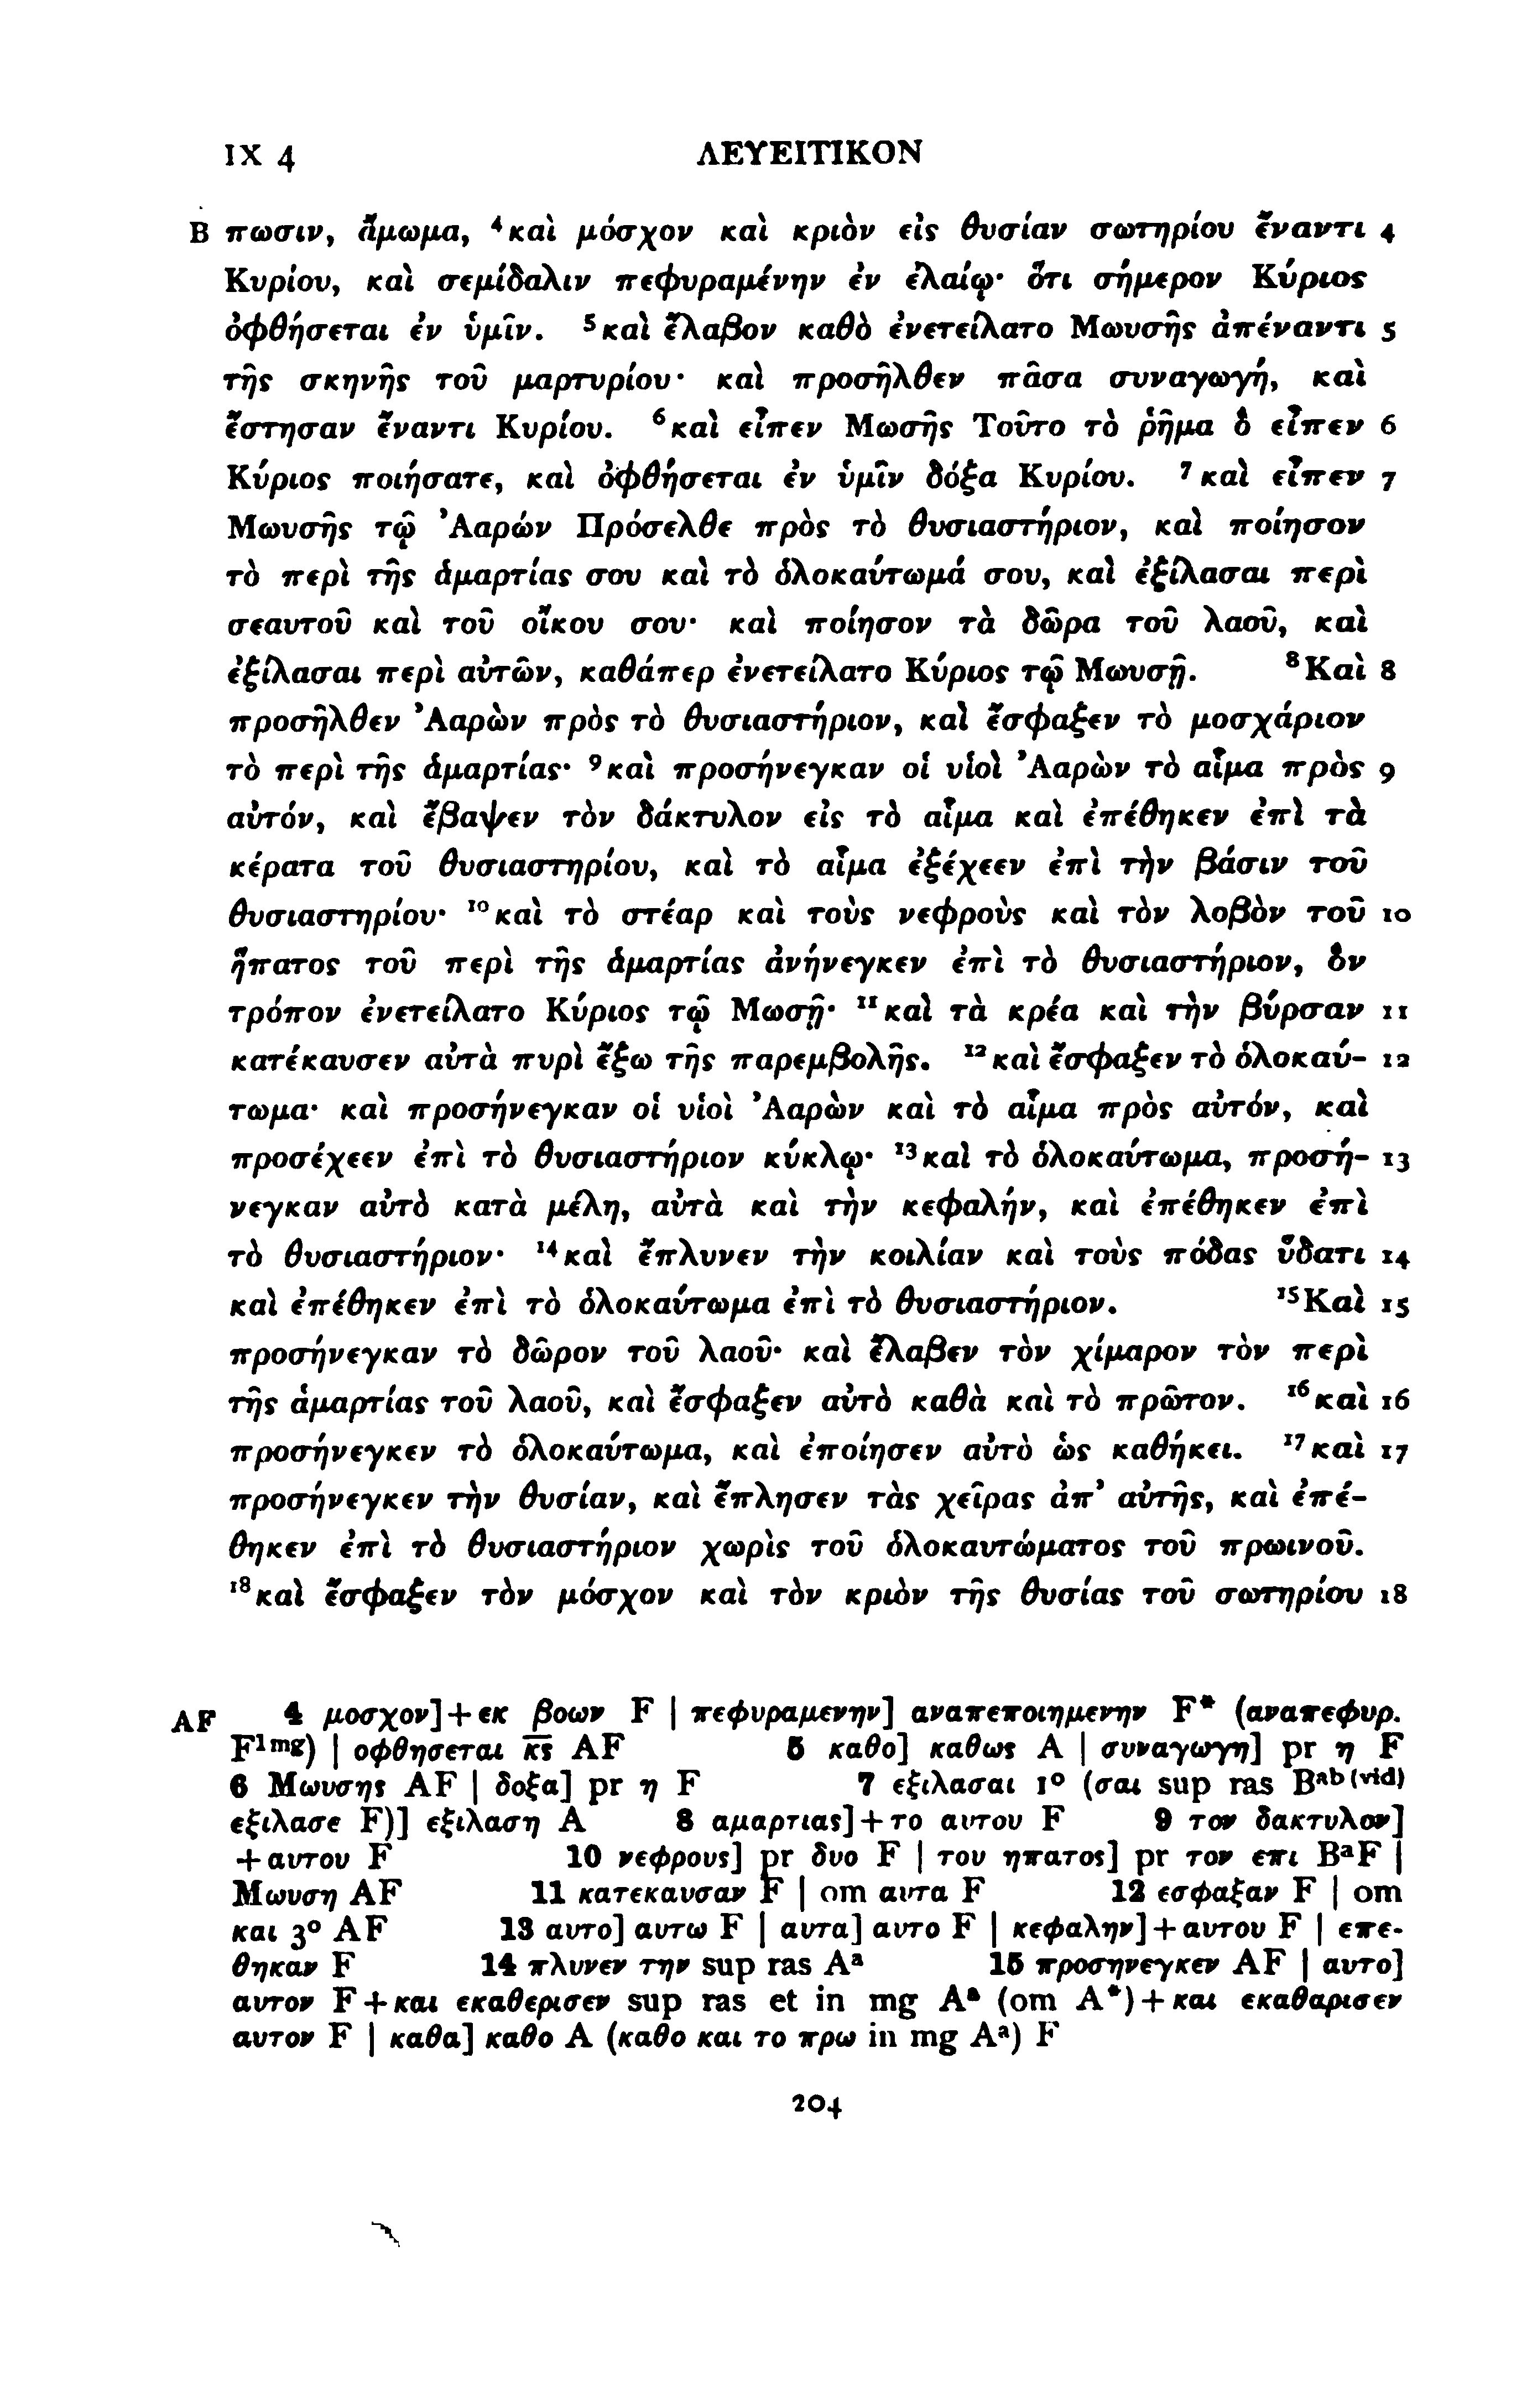 IX 4 ΛΕΥΕΙΤΙΚΟΝ
B πωσιν, ἄμωμα, ⁴καὶ μόσχον καὶ κριὸν εἰς θυσίαν σωτηρίου ἔναντι 4
Κυρίου, καὶ σεμίδαλιν πεφυραμένην ἐν ἐλαίῳ· ὅτι σήμερον Κύριος
ὀφθήσεται ἐν ὑμῖν. ⁵καὶ ἔλαβον καθὸ ἐνετείλατο Μωυσῆς ἀπέναντι 5
τῆς σκηνῆς τοῦ μαρτυρίου· καὶ προσῆλθεν πᾶσα συναγωγή, καὶ
ἔστησαν ἔναντι Κυρίου. ⁶καὶ εἶπεν Μωσῆς Τοῦτο τὸ ῥῆμα ὃ εἶπεν 6
Κύριος ποιήσατε, καὶ ὀφθήσεται ἐν ὑμῖν δόξα Κυρίου. ⁷καὶ εἶπεν 7
Μωυσῆς τῷ Ἀαρών Πρόσελθε πρὸς τὸ θυσιαστήριον, καὶ ποίησον
τὸ περὶ τῆς ἁμαρτίας σου καὶ τὸ ὁλοκαύτωμά σου, καὶ ἐξίλασαι περὶ
σεαυτοῦ καὶ τοῦ οἴκου σου· καὶ ποίησον τὰ δῶρα τοῦ λαοῦ, καὶ
ἐξίλασαι περὶ αὐτῶν, καθάπερ ἐνετείλατο Κύριος τῷ Μωυσῇ. ⁸Καὶ 8
προσῆλθεν Ἀαρὼν πρὸς τὸ θυσιαστήριον, καὶ ἔσφαξεν τὸ μοσχάριον
τὸ περὶ τῆς ἁμαρτίας· ⁹καὶ προσήνεγκαν οἱ υἱοὶ Ἀαρὼν τὸ αἷμα πρὸς 9
αὐτόν, καὶ ἔβαψεν τὸν δάκτυλον εἰς τὸ αἷμα καὶ ἐπέθηκεν ἐπὶ τὰ
κέρατα τοῦ θυσιαστηρίου, καὶ τὸ αἷμα ἐξέχεεν ἐπὶ τὴν βάσιν τοῦ
θυσιαστηρίου· ¹⁰καὶ τὸ στέαρ καὶ τοὺς νεφροὺς καὶ τὸν λοβὸν τοῦ 10
ἥπατος τοῦ περὶ τῆς ἁμαρτίας ἀνήνεγκεν ἐπὶ τὸ θυσιαστήριον, ὃν
τρόπον ἐνετείλατο Κύριος τῷ Μωσῇ· ¹¹καὶ τὰ κρέα καὶ τὴν βύρσαν 11
κατέκαυσεν αὐτὰ πυρὶ ἔξω τῆς παρεμβολῆς. ¹²καὶ ἔσφαξεν τὸ ὁλοκαύ- 12
τωμα· καὶ προσήνεγκαν οἱ υἱοὶ Ἀαρὼν καὶ τὸ αἷμα πρὸς αὐτόν, καὶ
προσέχεεν ἐπὶ τὸ θυσιαστήριον κύκλῳ· ¹³καὶ τὸ ὁλοκαύτωμα, προσή- 13
νεγκαν αὐτὸ κατὰ μέλη, αὐτὰ καὶ τὴν κεφαλήν, καὶ ἐπέθηκεν ἐπὶ
τὸ θυσιαστήριον· ¹⁴καὶ ἔπλυνεν τὴν κοιλίαν καὶ τοὺς πόδας ὕδατι 14
καὶ ἐπέθηκεν ἐπὶ τὸ ὁλοκαύτωμα ἐπὶ τὸ θυσιαστήριον. ¹⁵Καὶ 15
προσήνεγκαν τὸ δῶρον τοῦ λαοῦ· καὶ ἔλαβεν τὸν χίμαρον τὸν περὶ
τῆς ἁμαρτίας τοῦ λαοῦ, καὶ ἔσφαξεν αὐτὸ καθὰ καὶ τὸ πρῶτον. ¹⁶καὶ 16
προσήνεγκεν τὸ ὁλοκαύτωμα, καὶ ἐποίησεν αὐτὸ ὡς καθήκει. ¹⁷καὶ 17
προσήνεγκεν τὴν θυσίαν, καὶ ἔπλησεν τὰς χεῖρας ἀπ’ αὐτῆς, καὶ ἐπέ-
θηκεν ἐπὶ τὸ θυσιαστήριον χωρὶς τοῦ ὁλοκαυτώματος τοῦ πρωινοῦ.
¹⁸καὶ ἔσφαξεν τὸν μόσχον καὶ τὸν κριὸν τῆς θυσίας τοῦ σωτηρίου 18
AF 4 μοσχον]+εκ βοων F | πεφυραμενην] αναπεποιημενην F* (αναπεφυρ.
F¹ᵐᵍ) | οφθησεται κ̅ς̅ AF 5 καθο] καθως A | συναγωγη] pr η F
6 Μωυσης AF | δοξα] pr η F 7 εξιλασαι 1° (σαι sup ras Bᵃᵇ⁽ᵛⁱᵈ⁾
εξιλασε F)] εξιλαση A 8 αμαρτιας]+το αυτου F 9 τον δακτυλον]
+αυτου F 10 νεφρους] pr δυο F | του ηπατος] pr τον επι BᵃF |
Μωυση AF 11 κατεκαυσαν F | om αυτα F 12 εσφαξαν F | om
και 3° AF 13 αυτο] αυτω F | αυτα] αυτο F | κεφαλην]+αυτου F | επε-
θηκαν F 14 πλυνεν την sup ras Aᵃ 15 προσηνεγκεν AF | αυτο]
αυτον F+και εκαθερισεν sup ras et in mg Aᵃ (om A*)+και εκαθαρισεν
αυτον F | καθα] καθο A (καθο και το πρω in mg Aᵃ) F
204